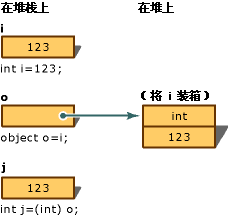 在堆栈上
在堆上
i
123
int i=123;
o
(将 i 装箱)
int
123
object o=i;
j
123
int j=(int) o;